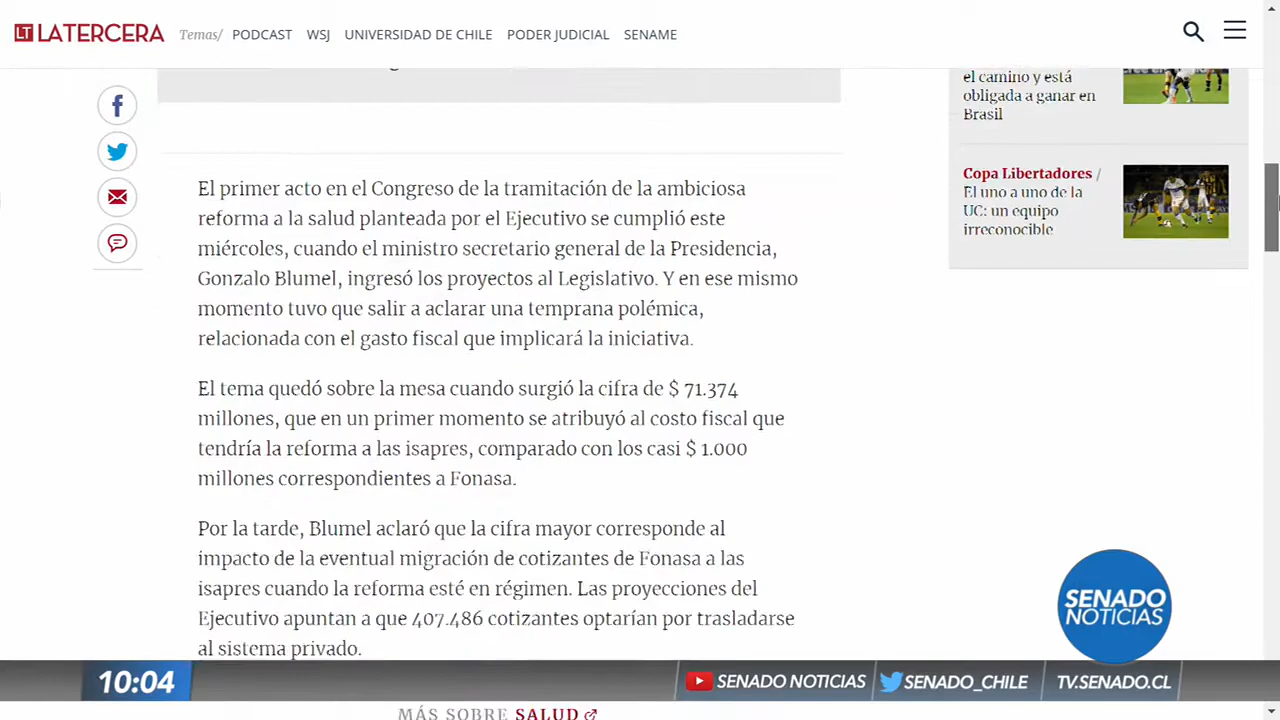 LT LATERCERA Temas/ PODCAST WSJ UNIVERSIDAD DE CHILE PODER JUDICIAL SENAME
el camino y está
obligada a ganar en
Brasil
Copa Libertadores /
El uno a uno de la
UC: un equipo
irreconocible
El primer acto en el Congreso de la tramitación de la ambiciosa
reforma a la salud planteada por el Ejecutivo se cumplió este
miércoles, cuando el ministro secretario general de la Presidencia,
Gonzalo Blumel, ingresó los proyectos al Legislativo. Y en ese mismo
momento tuvo que salir a aclarar una temprana polémica,
relacionada con el gasto fiscal que implicará la iniciativa.
El tema quedó sobre la mesa cuando surgió la cifra de $ 71.374
millones, que en un primer momento se atribuyó al costo fiscal que
tendría la reforma a las isapres, comparado con los casi $ 1.000
millones correspondientes a Fonasa.
Por la tarde, Blumel aclaró que la cifra mayor corresponde al
impacto de la eventual migración de cotizantes de Fonasa a las
isapres cuando la reforma esté en régimen. Las proyecciones del
Ejecutivo apuntan a que 407.486 cotizantes optarían por trasladarse
al sistema privado.
SENADO
NOTICIAS
10:04 SENADO NOTICIAS SENADO_CHILE TV.SENADO.CL
MÁS SOBRE SALUD